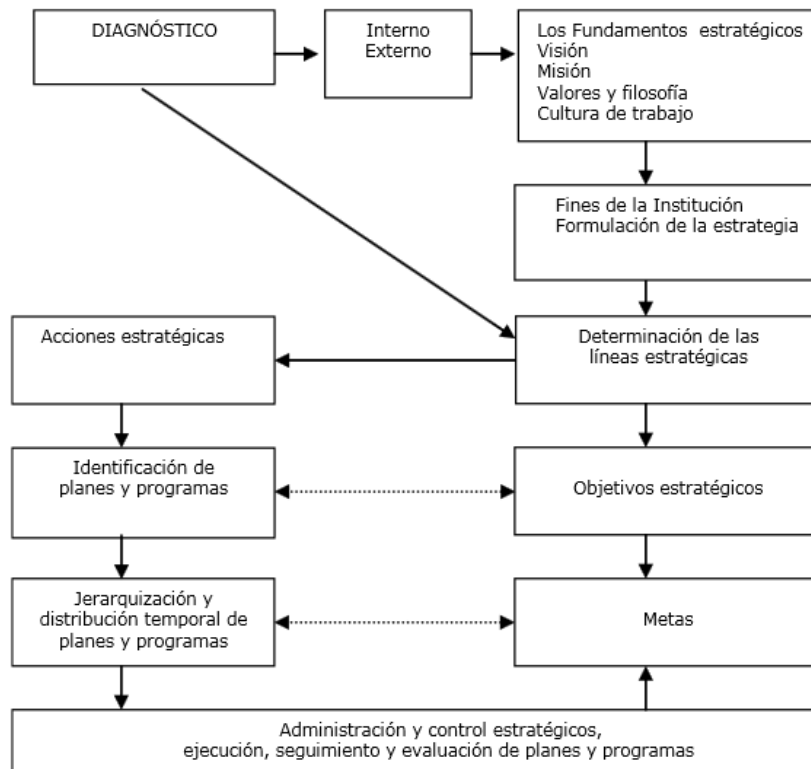 DIAGNÓSTICO
Interno
Externo
Los Fundamentos estratégicos
Visión
Misión
Valores y filosofía
Cultura de trabajo
Fines de la Institución
Formulación de la estrategia
Acciones estratégicas
Determinación de las
líneas estratégicas
Identificación de
planes y programas
Objetivos estratégicos
Jerarquización y
distribución temporal de
planes y programas
Metas
Administración y control estratégicos,
ejecución, seguimiento y evaluación de planes y programas